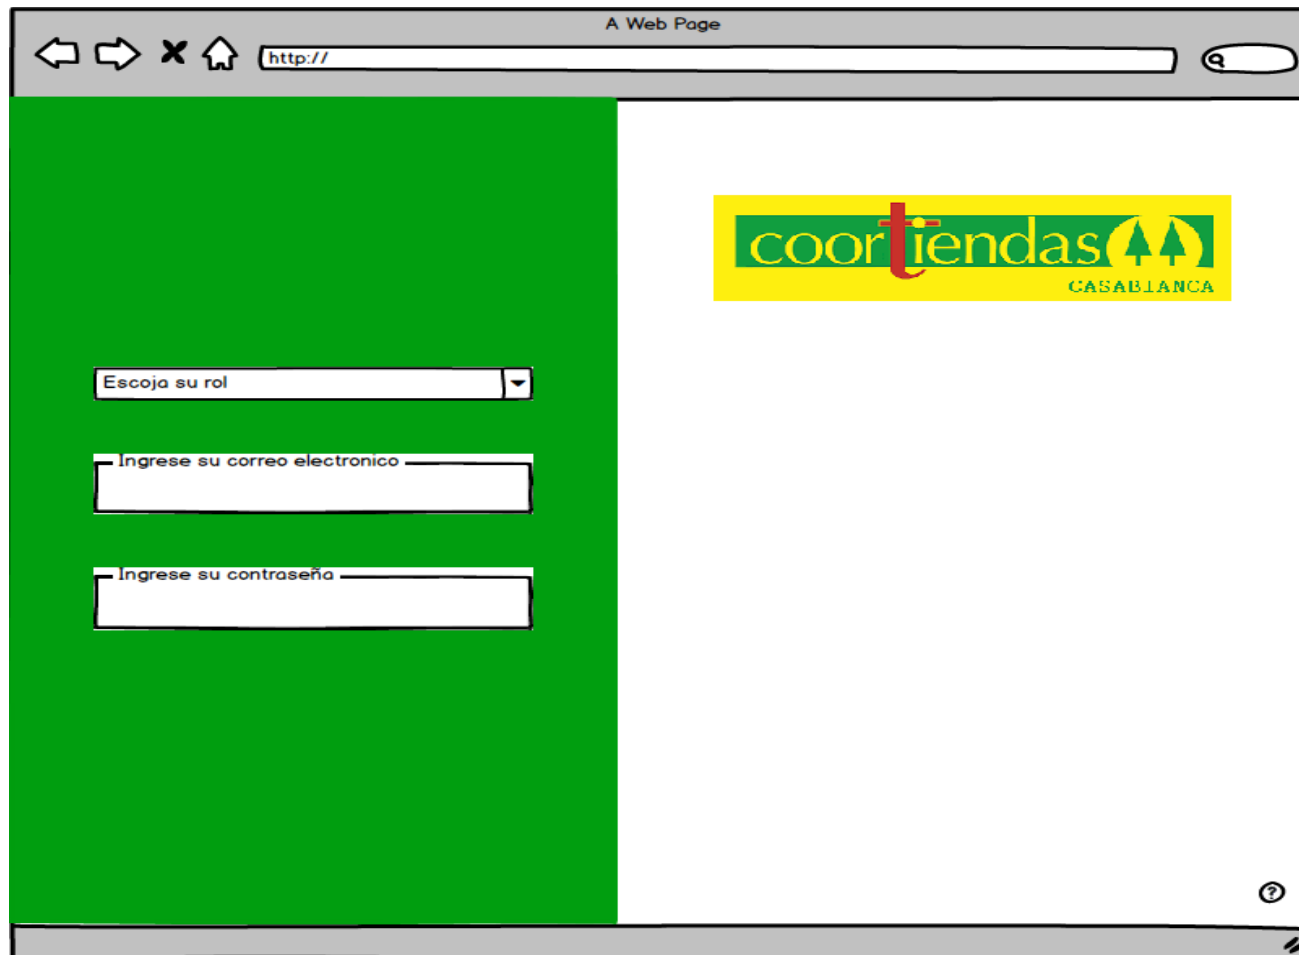 A Web Page
http://
coortiendas
CASABLANCA
Escoja su rol
Ingrese su correo electronico
Ingrese su contraseña
?